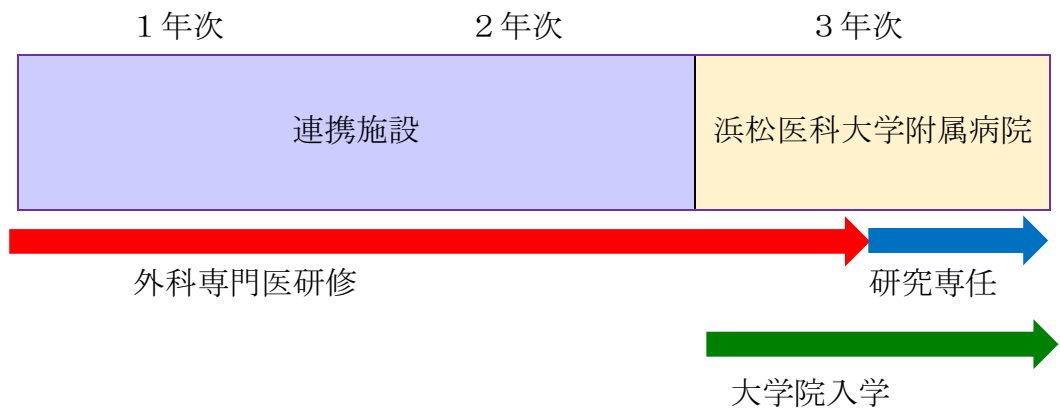 １年次 ２年次 ３年次
連携施設 浜松医科大学附属病院
外科専門医研修 研究専任
大学院入学